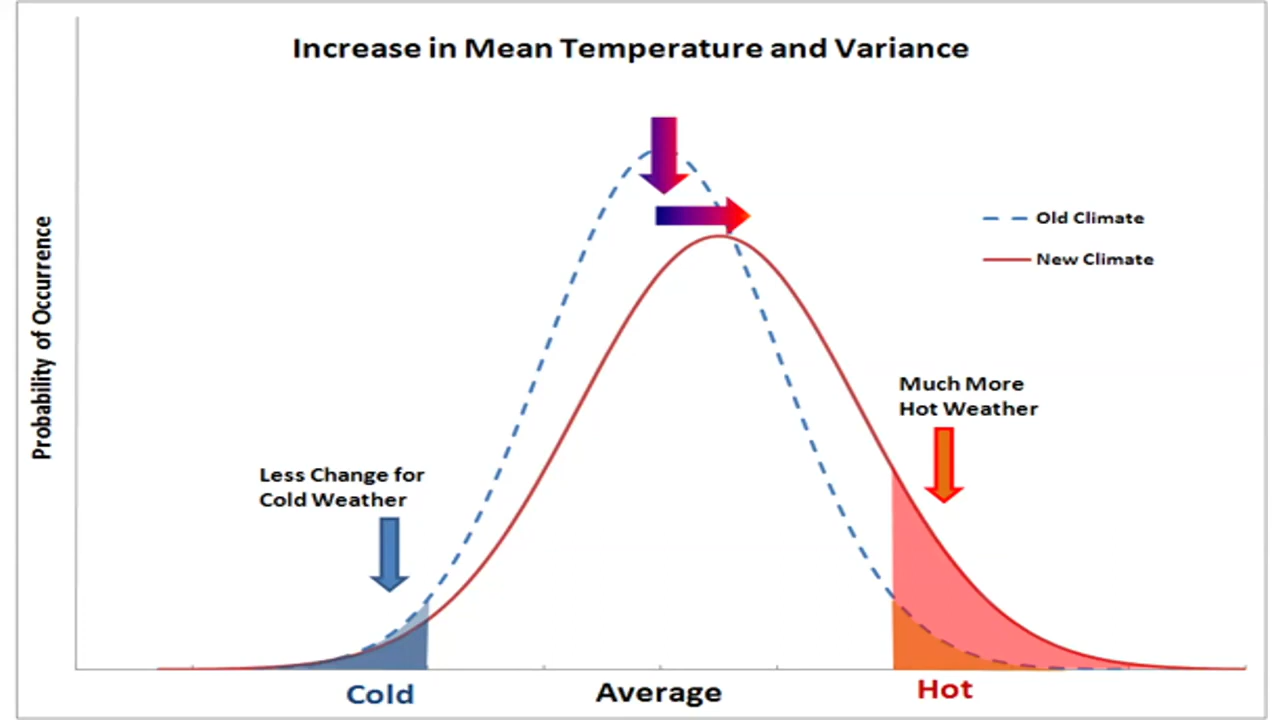 Increase in Mean Temperature and Variance
Probability of Occurrence
Old Climate
New Climate
Much More
Hot Weather
Less Change for
Cold Weather
Cold
Average
Hot